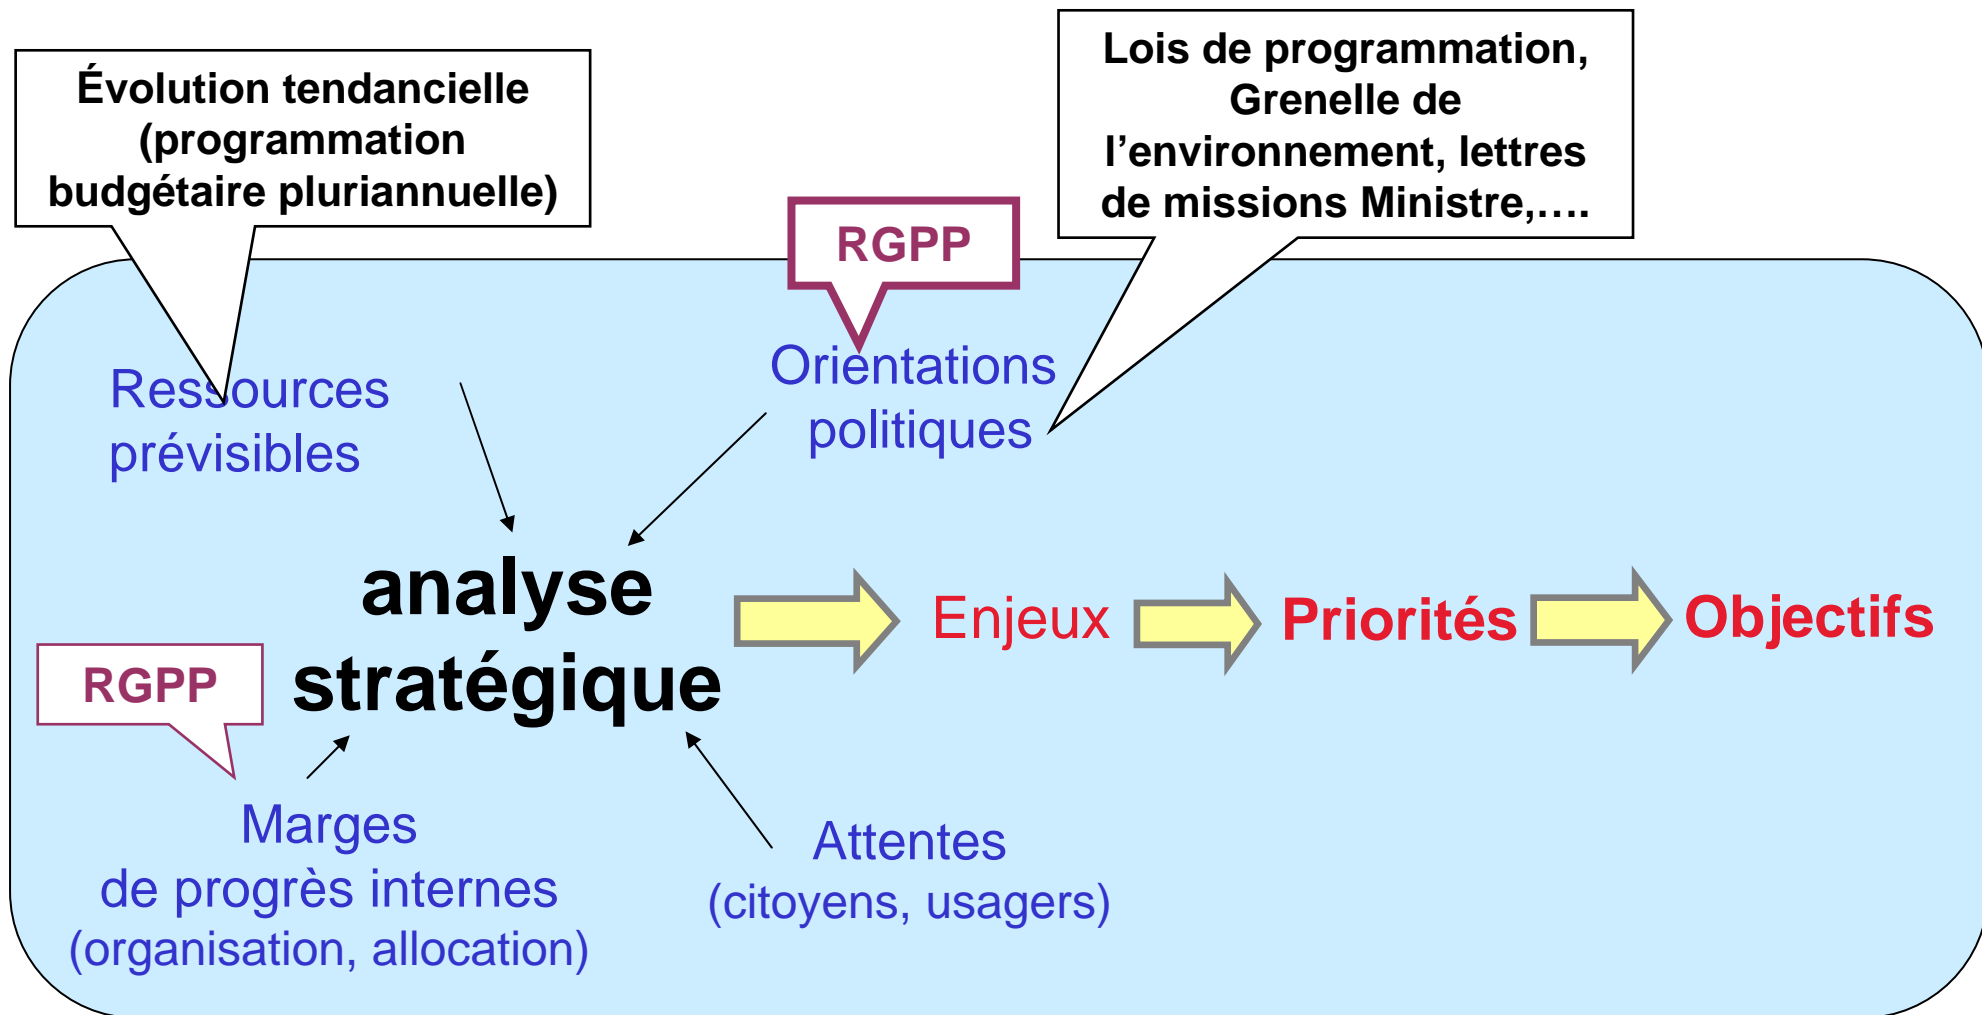 Évolution tendancielle
(programmation
budgétaire pluriannuelle)
Lois de programmation,
Grenelle de
l’environnement, lettres
de missions Ministre,….
RGPP
Ressources
prévisibles
Orientations
politiques
analyse
stratégique
Enjeux
Priorités
Objectifs
RGPP
Marges
de progrès internes
(organisation, allocation)
Attentes
(citoyens, usagers)